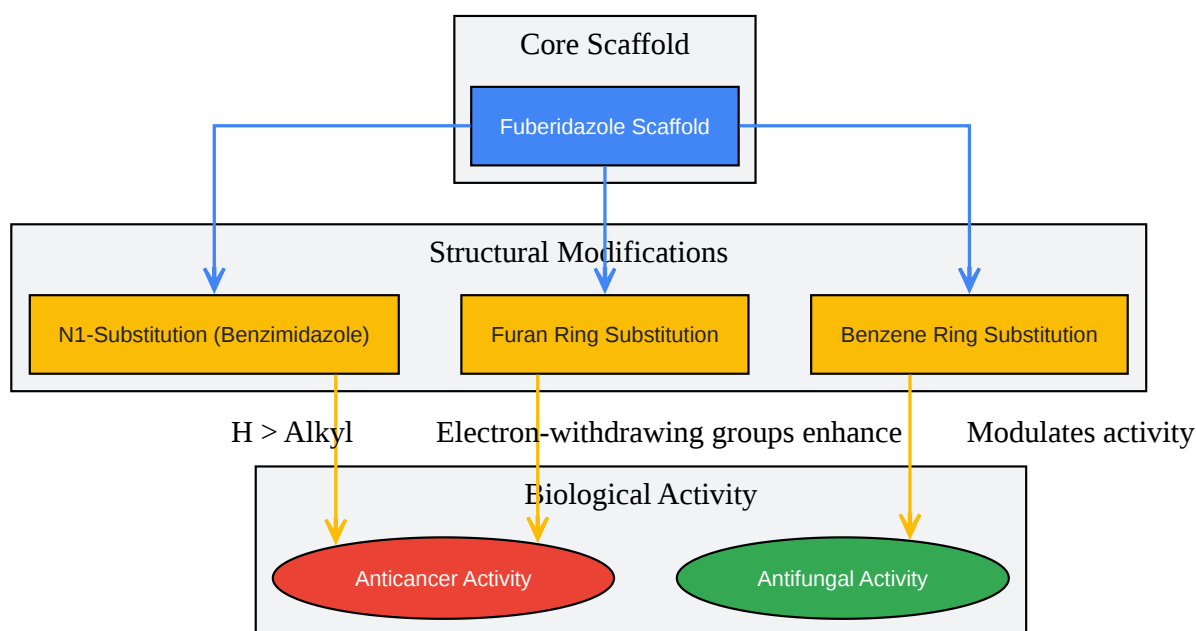 Core Scaffold
Fuberidazole Scaffold
Structural Modifications
N1-Substitution (Benzimidazole)
Furan Ring Substitution
Benzene Ring Substitution
H > Alkyl
Electron-withdrawing groups enhance
Modulates activity
Biological Activity
Anticancer Activity
Antifungal Activity